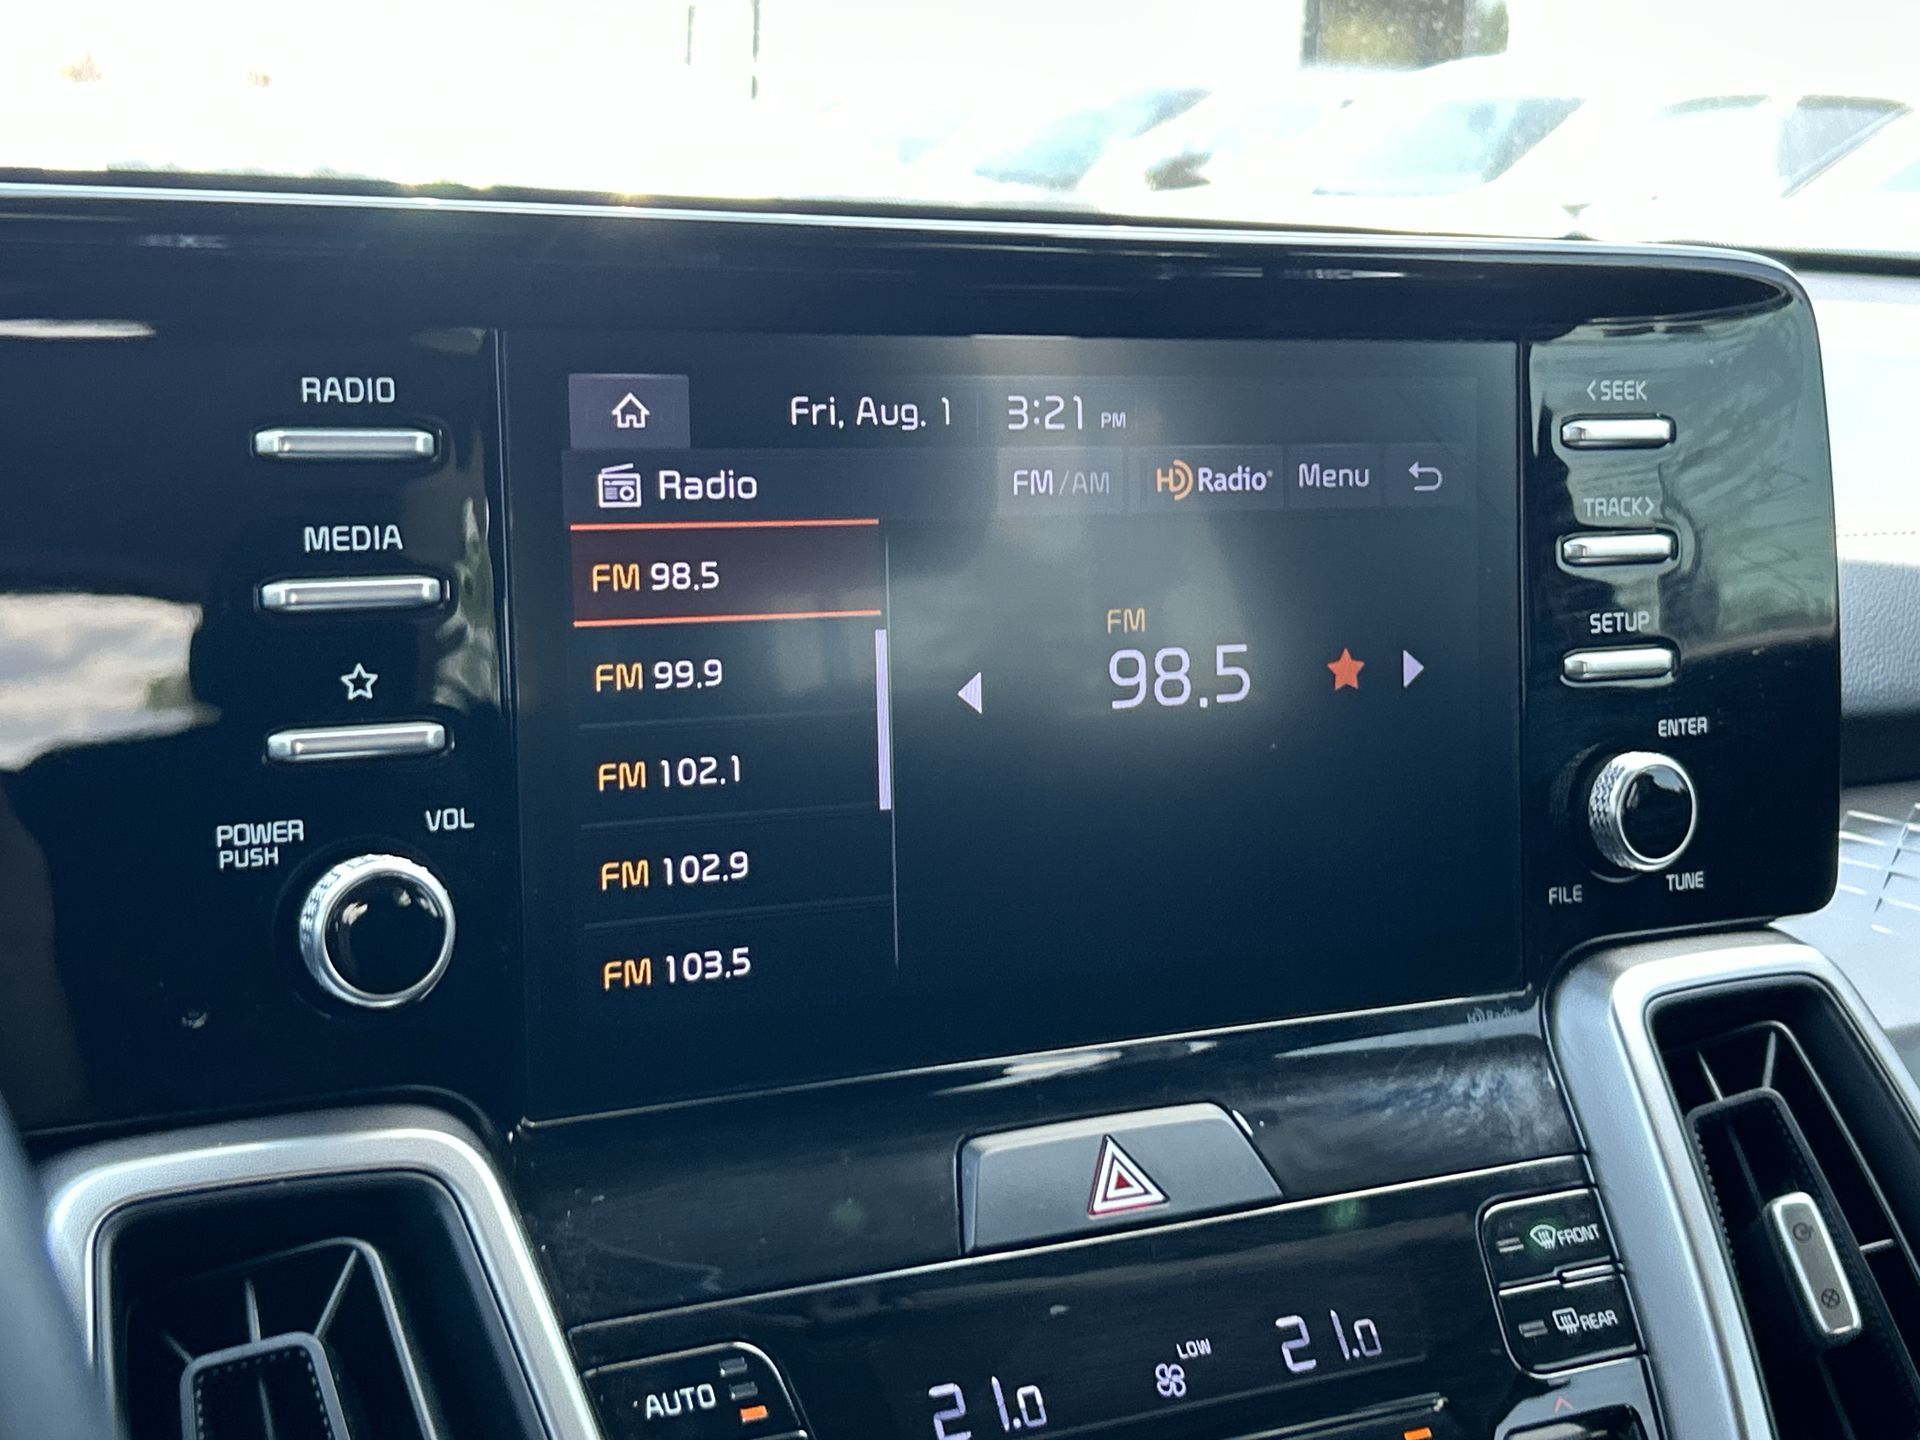 RADIO
MEDIA
POWER
PUSH
VOL
Fri, Aug. 1 3:21 PM
Radio FM/AM HD Radio® Menu
FM 98.5
FM 99.9
FM 102.1
FM 102.9
FM 103.5
FM
98.5
<SEEK
TRACK>
SETUP
ENTER
FILE
TUNE
HD Radio
FRONT
REAR
AUTO
21.0
LOW
21.0